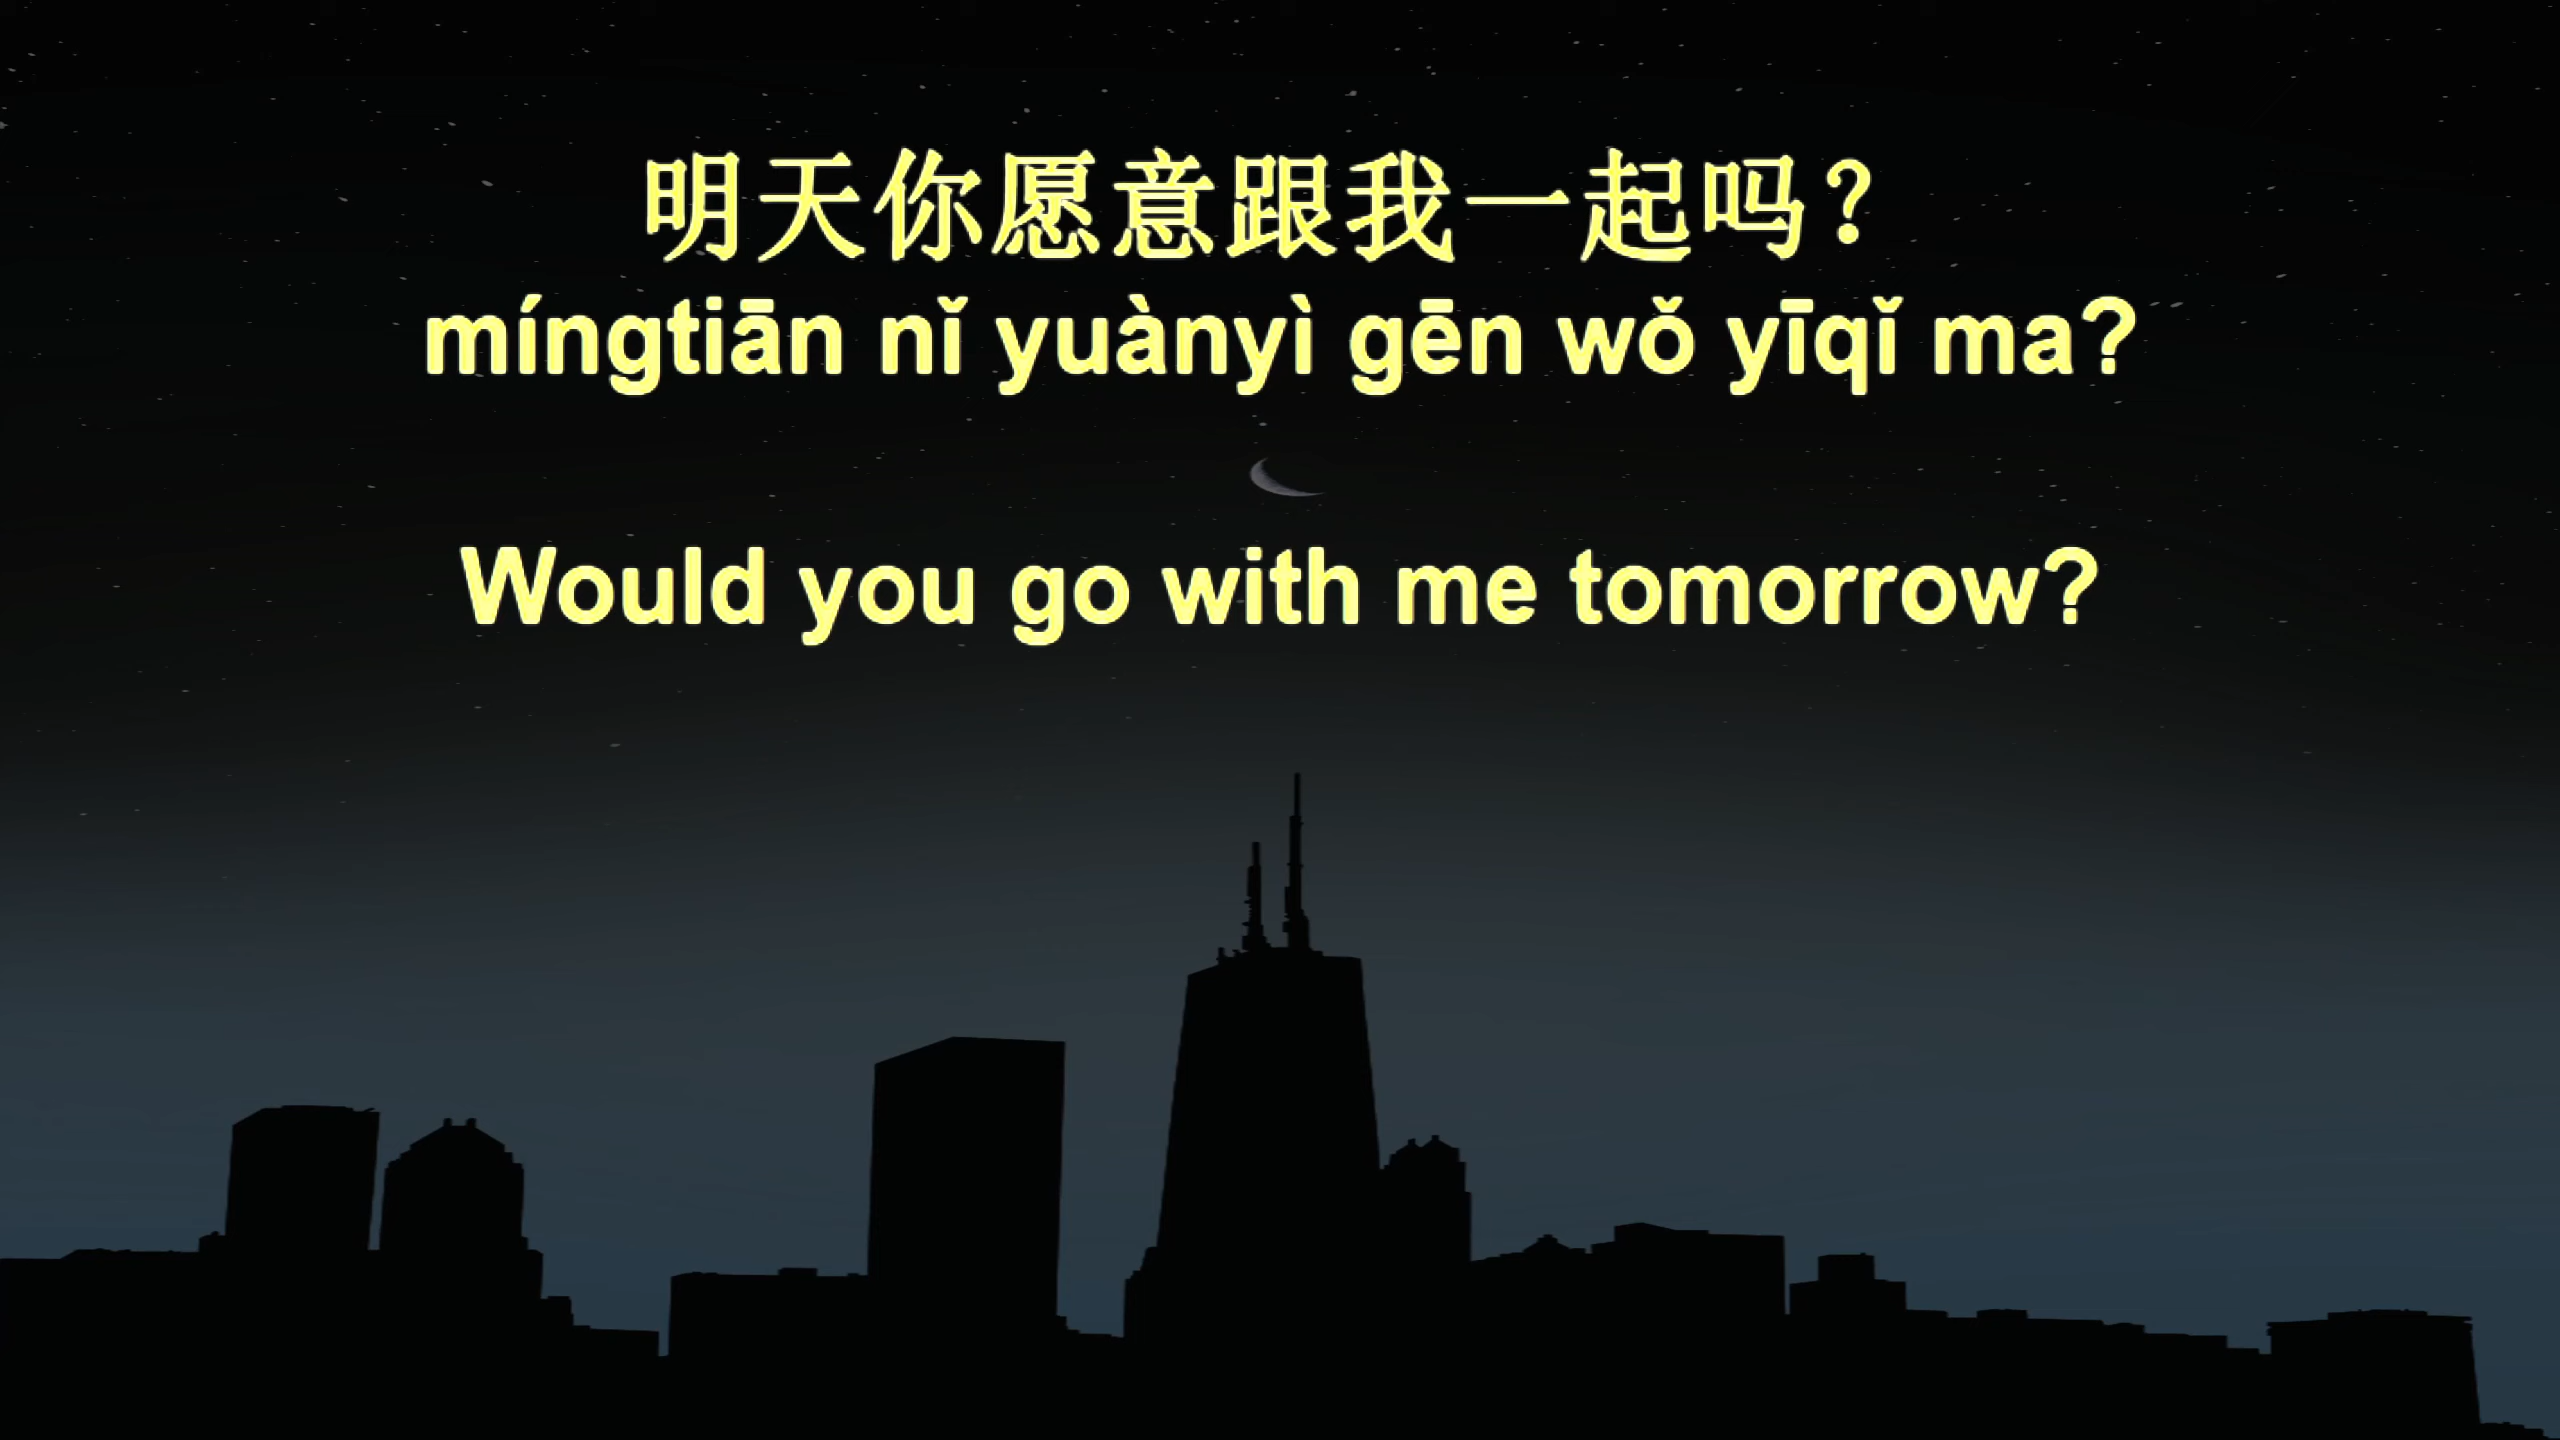 明天你愿意跟我一起吗？
míngtiān nǐ yuànyì gēn wǒ yīqǐ ma?
Would you go with me tomorrow?